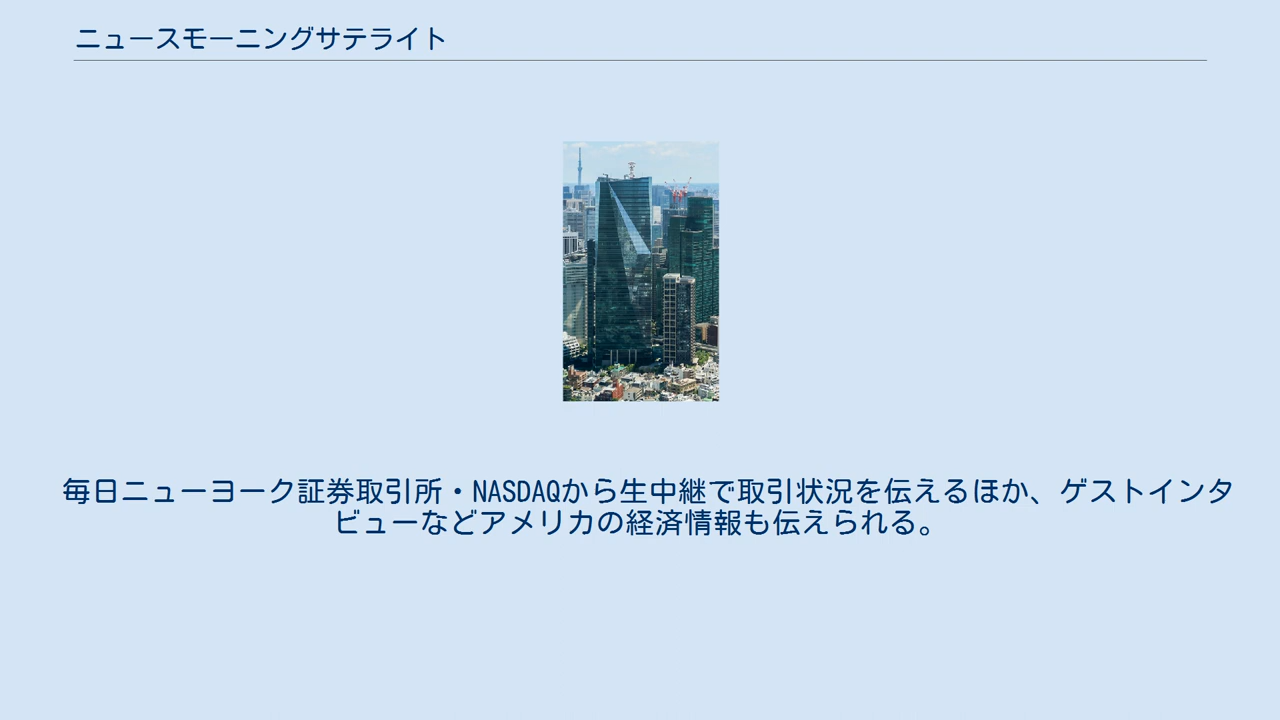 ニュースモーニングサテライト
毎日ニューヨーク証券取引所・NASDAQから生中継で取引状況を伝えるほか、ゲストインタ
ビューなどアメリカの経済情報も伝えられる。